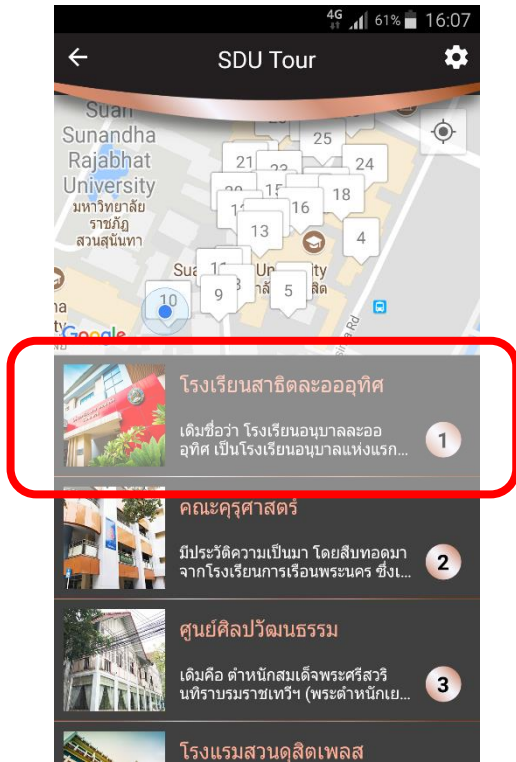 4G 61% 16:07
SDU Tour
Suan
Sunandha
Rajabhat
University
มหาวิทยาลัย
ราชภัฏ
สวนสุนันทา
25
21
24
15
18
16
13
4
10
9
5
Google
โรงเรียนสาธิตละอออุทิศ
เดิมชื่อว่า โรงเรียนอนุบาลละออ
อุทิศ เป็นโรงเรียนอนุบาลแห่งแรก...
1
คณะครุศาสตร์
มีประวัติความเป็นมา โดยสืบทอดมา
จากโรงเรียนการเรือนพระนคร ซึ่งเ...
2
ศูนย์ศิลปวัฒนธรรม
เดิมคือ ตำหนักสมเด็จพระศรีสวริ
นทิราบรมราชเทวีฯ (พระตำหนักเย...
3
โรงแรมสวนดุสิตเพลส